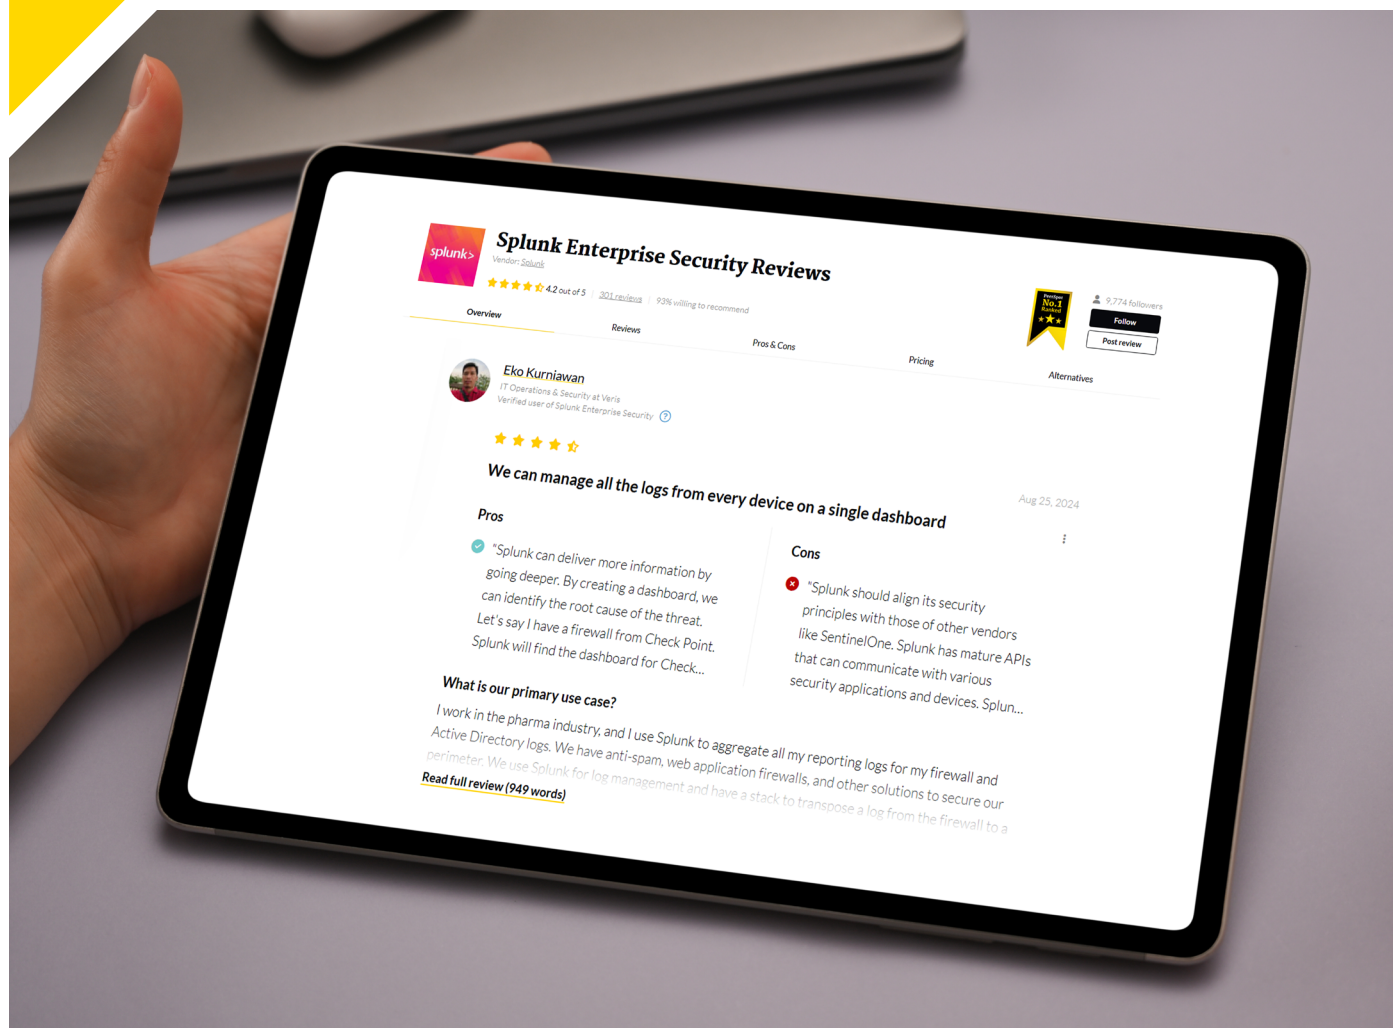 splunk>
Splunk Enterprise Security Reviews
Vendor: Splunk
4.2 out of 5 | 301 reviews | 93% willing to recommend
PeerSpot
No.1
Ranked
9,774 followers
Follow
Post review
Overview
Reviews
Pros & Cons
Pricing
Alternatives
Eko Kurniawan
IT Operations & Security at Veris
Verified user of Splunk Enterprise Security ?
Aug 25, 2024
We can manage all the logs from every device on a single dashboard
Pros
"Splunk can deliver more information by
going deeper. By creating a dashboard, we
can identify the root cause of the threat.
Let's say I have a firewall from Check Point.
Splunk will find the dashboard for Check...
Cons
"Splunk should align its security
principles with those of other vendors
like SentinelOne. Splunk has mature APIs
that can communicate with various
security applications and devices. Splun...
What is our primary use case?
I work in the pharma industry, and I use Splunk to aggregate all my reporting logs for my firewall and
Active Directory logs. We have anti-spam, web application firewalls, and other solutions to secure our
perimeter. We use Splunk for log management and have a stack to transpose a log from the firewall to a
Read full review (949 words)